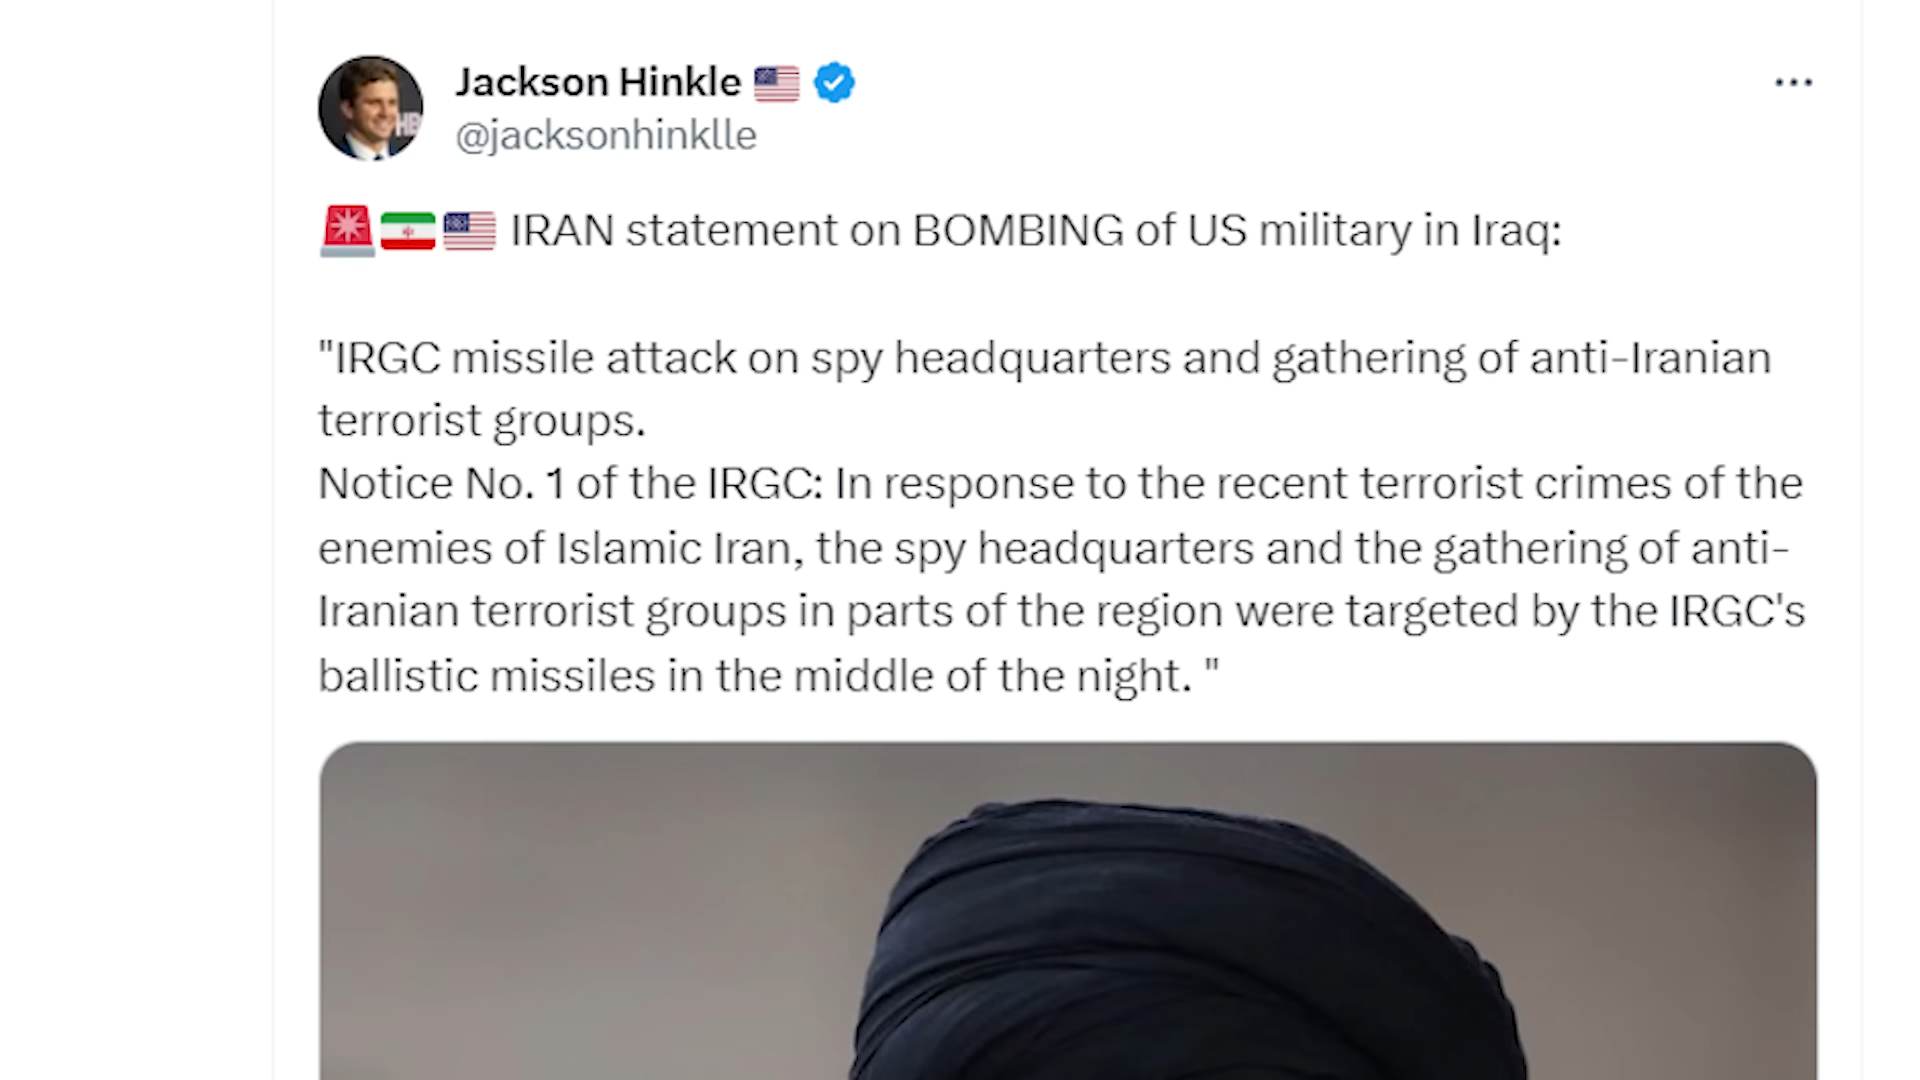 Jackson Hinkle 🇺🇸
@jacksonhinklle
🚨🇮🇷🇺🇸 IRAN statement on BOMBING of US military in Iraq:
"IRGC missile attack on spy headquarters and gathering of anti-Iranian
terrorist groups.
Notice No. 1 of the IRGC: In response to the recent terrorist crimes of the
enemies of Islamic Iran, the spy headquarters and the gathering of anti-
Iranian terrorist groups in parts of the region were targeted by the IRGC's
ballistic missiles in the middle of the night. "